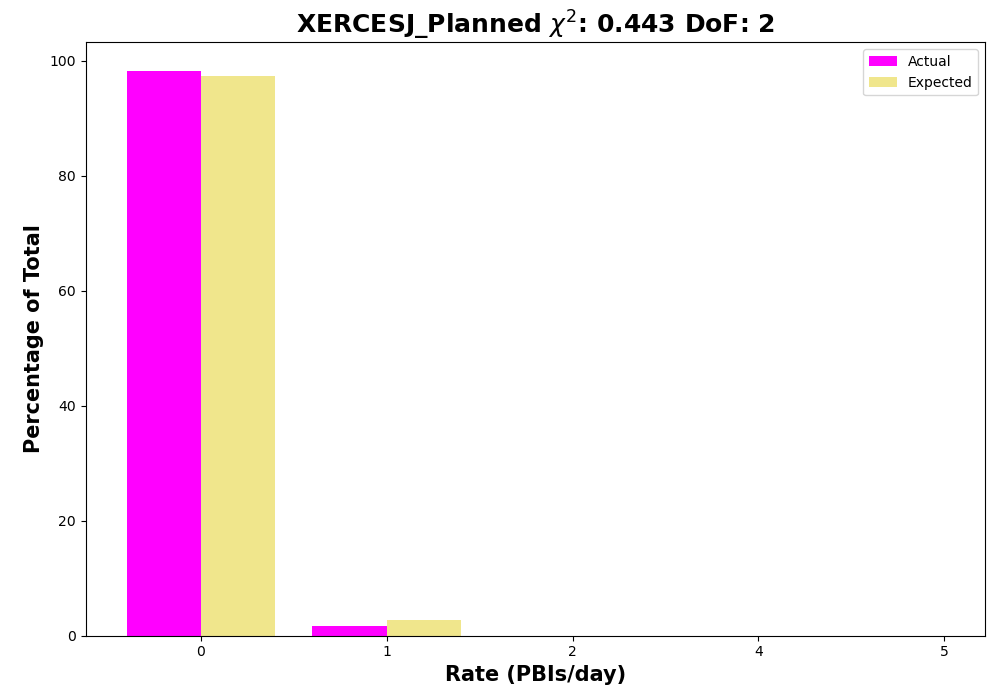 XERCESJ_Planned χ²: 0.443 DoF: 2
Actual
Expected
100
80
60
40
20
0
Percentage of Total
0 1 2 4 5
Rate (PBIs/day)